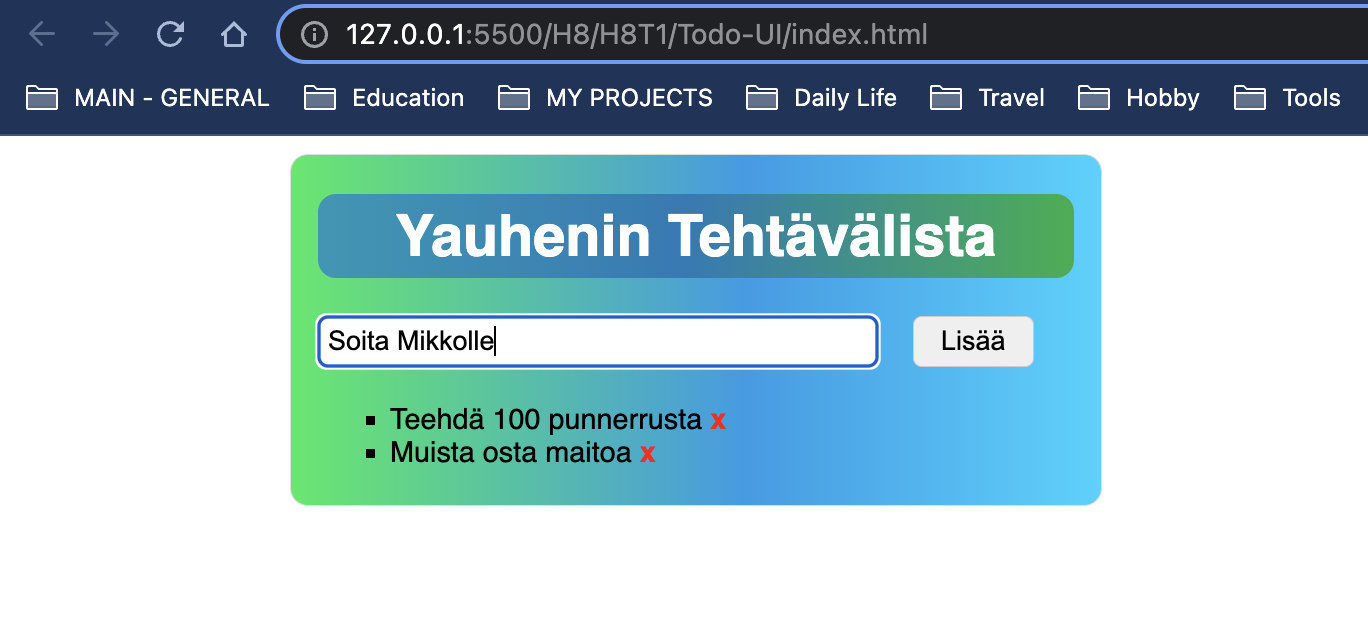 127.0.0.1:5500/H8/H8T1/Todo-UI/index.html
MAIN - GENERAL Education MY PROJECTS Daily Life Travel Hobby Tools
Yauhenin Tehtävälista
Soita Mikkolle Lisää
Teehdä 100 punnerrusta x
Muista osta maitoa x